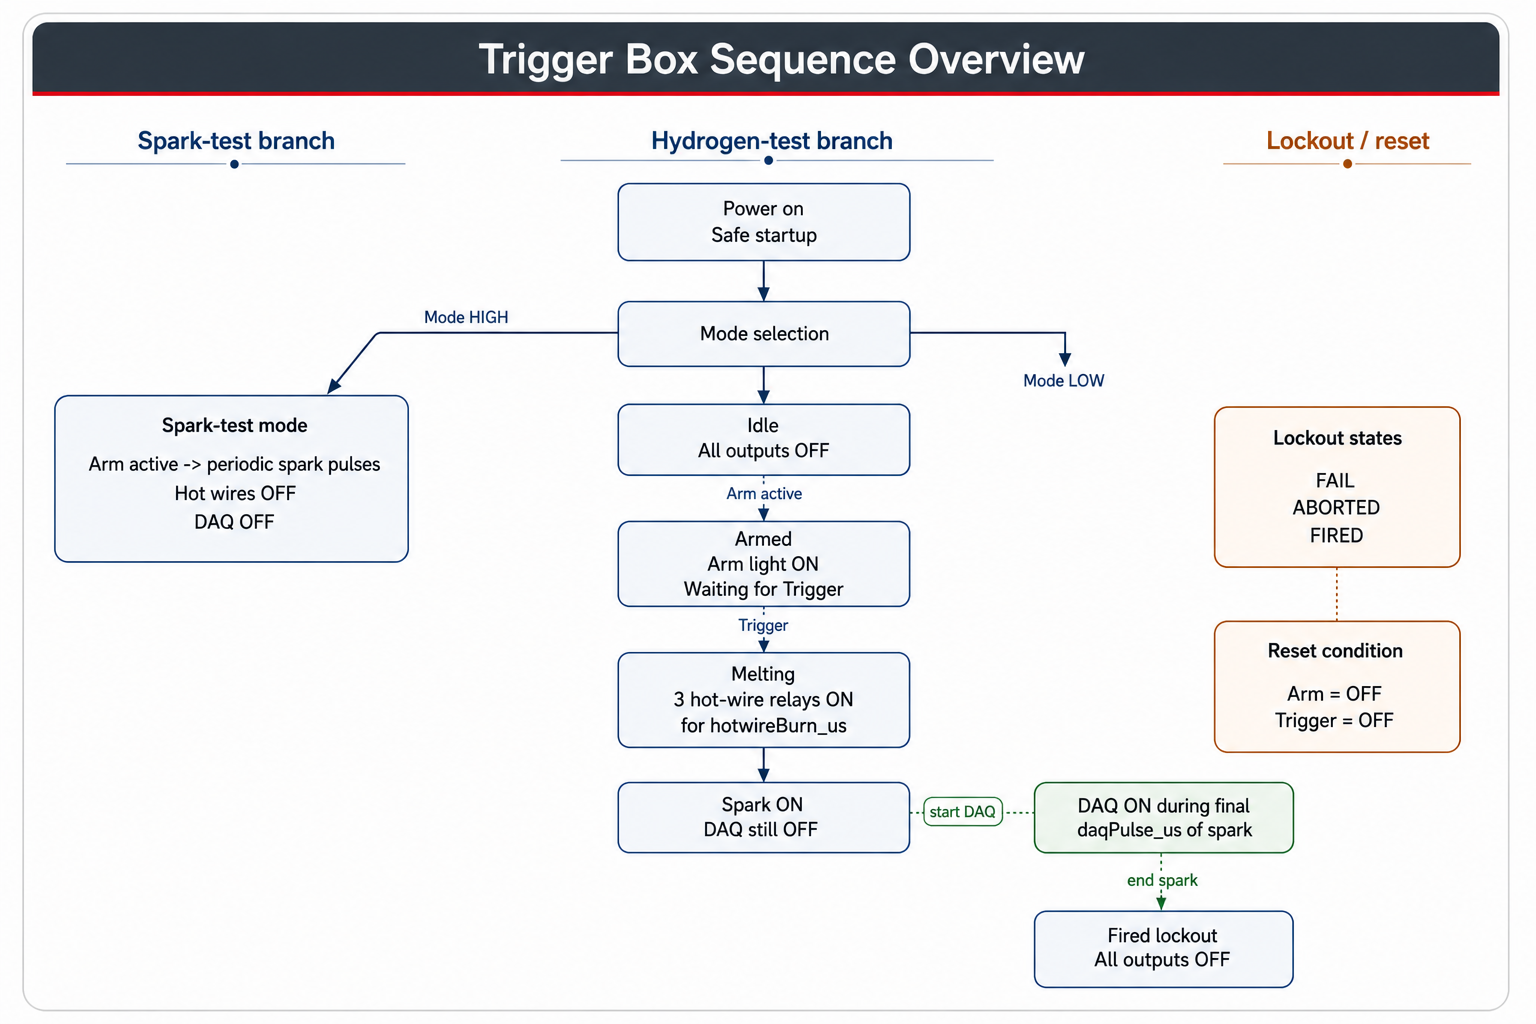 Trigger Box Sequence Overview
Spark-test branch
Hydrogen-test branch
Lockout / reset
Power on
Safe startup
Mode HIGH
Mode selection
Mode LOW
Spark-test mode
Arm active -> periodic spark pulses
Hot wires OFF
DAQ OFF
Idle
All outputs OFF
Arm active
Armed
Arm light ON
Waiting for Trigger
Trigger
Melting
3 hot-wire relays ON
for hotwireBurn_us
Spark ON
DAQ still OFF
start DAQ
DAQ ON during final
daqPulse_us of spark
end spark
Fired lockout
All outputs OFF
Lockout states
FAIL
ABORTED
FIRED
Reset condition
Arm = OFF
Trigger = OFF